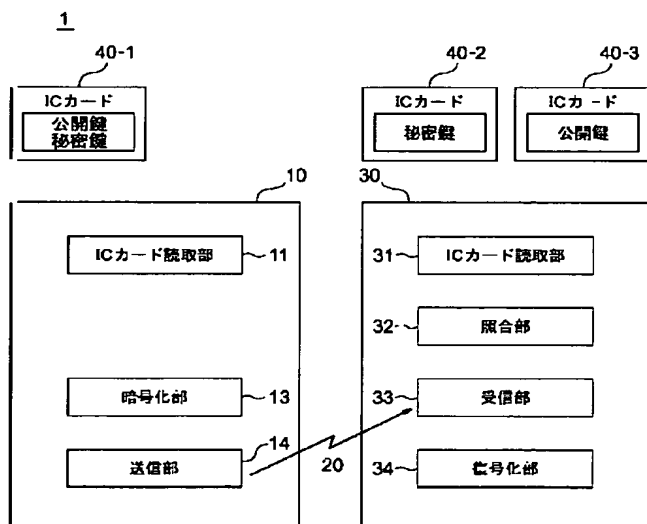 1
40-1
40-2
40-3
ICカード
公開鍵
秘密鍵
ICカード
秘密鍵
ICカード
公開鍵
10
30
ICカード読取部
11
31
ICカード読取部
32
照合部
暗号化部
13
33
受信部
送信部
14
20
34
復号化部